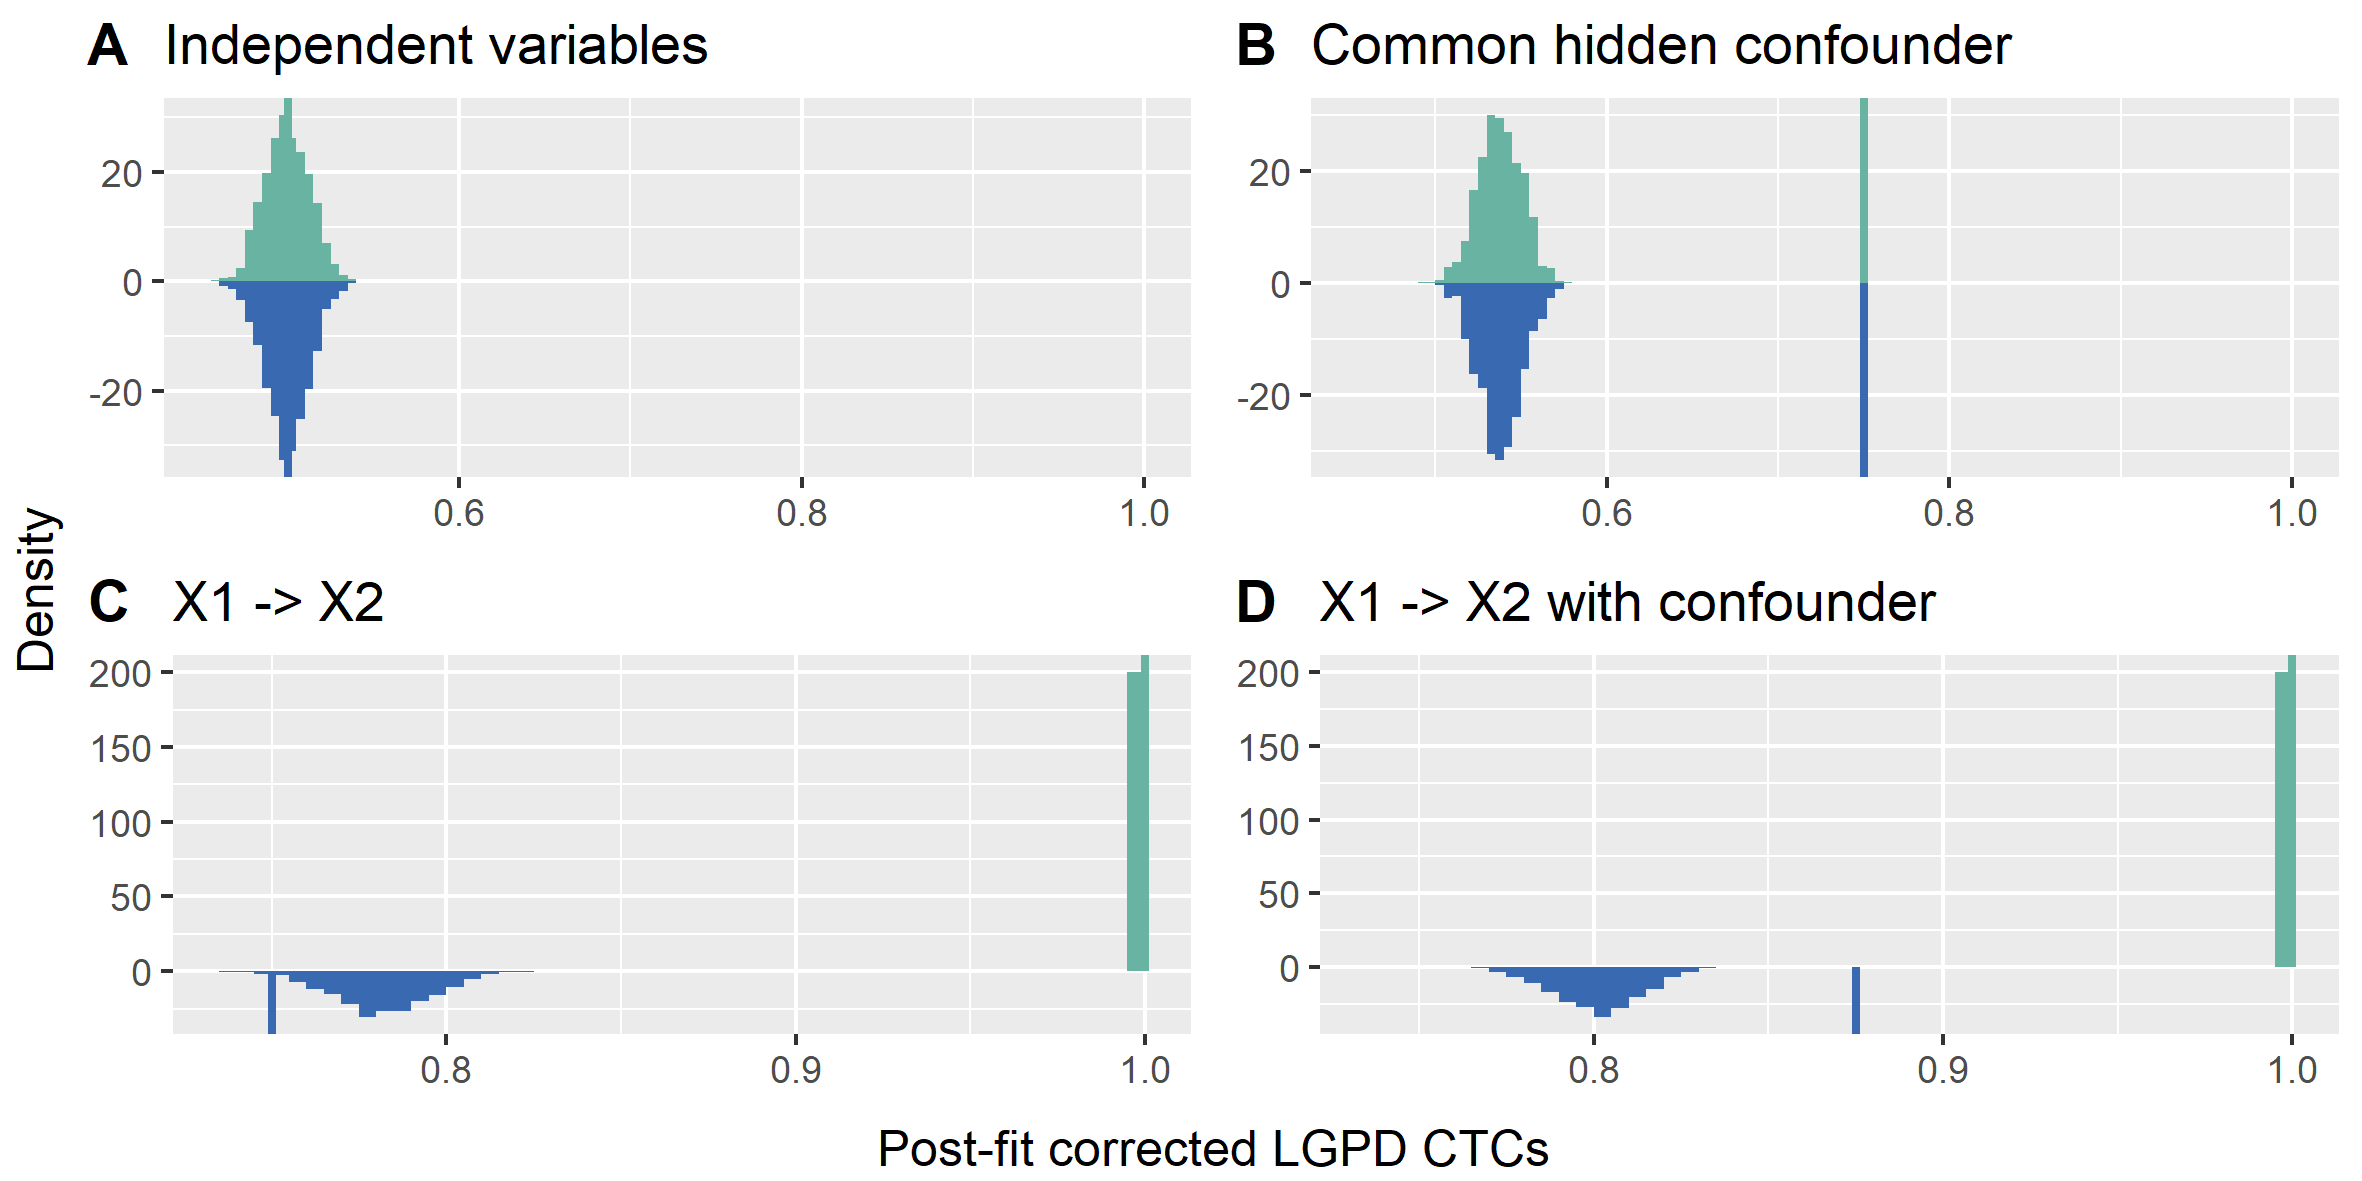 A Independent variables
B Common hidden confounder
20
0
-20
0.6 0.8 1.0
20
0
-20
0.6 0.8 1.0
Density
C X1 -> X2
D X1 -> X2 with confounder
200
150
100
50
0
0.8 0.9 1.0
200
150
100
50
0
0.8 0.9 1.0
Post-fit corrected LGPD CTCs